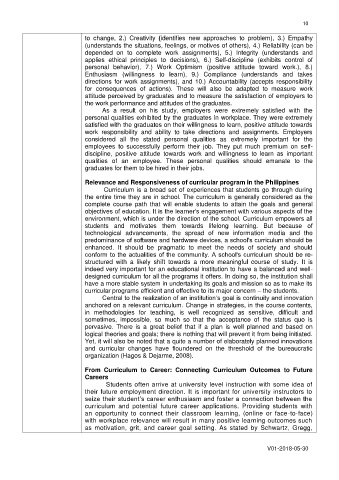 10
to change, 2.) Creativity (identifies new approaches to problem), 3.) Empathy
(understands the situations, feelings, or motives of others), 4.) Reliability (can be
depended on to complete work assignments), 5.) Integrity (understands and
applies ethical principles to decisions), 6.) Self-discipline (exhibits control of
personal behavior), 7.) Work Optimism (positive attitude toward work.), 8.)
Enthusiasm (willingness to learn), 9.) Compliance (understands and takes
directions for work assignments), and 10.) Accountability (accepts responsibility
for consequences of actions). These will also be adapted to measure work
attitude perceived by graduates and to measure the satisfaction of employers to
the work performance and attitudes of the graduates.
As a result on his study, employers were extremely satisfied with the
personal qualities exhibited by the graduates in workplace. They were extremely
satisfied with the graduates on their willingness to learn, positive attitude towards
work responsibility and ability to take directions and assignments. Employers
considered all the stated personal qualities as extremely important for the
employees to successfully perform their job. They put much premium on self-
discipline, positive attitude towards work and willingness to learn as important
qualities of an employee. These personal qualities should emanate to the
graduates for them to be hired in their jobs.
Relevance and Responsiveness of curricular program in the Philippines
Curriculum is a broad set of experiences that students go through during
the entire time they are in school. The curriculum is generally considered as the
complete course path that will enable students to attain the goals and general
objectives of education. It is the learner's engagement with various aspects of the
environment, which is under the direction of the school. Curriculum empowers all
students and motivates them towards lifelong learning. But because of
technological advancements, the spread of new information media and the
predominance of software and hardware devices, a school's curriculum should be
enhanced. It should be pragmatic to meet the needs of society and should
conform to the actualities of the community. A school's curriculum should be re-
structured with a likely shift towards a more meaningful course of study. It is
indeed very important for an educational institution to have a balanced and well-
designed curriculum for all the programs it offers. In doing so, the institution shall
have a more stable system in undertaking its goals and mission so as to make its
curricular programs efficient and effective to its major concern – the students.
Central to the realization of an institution's goal is continuity and innovation
anchored on a relevant curriculum. Change in strategies, in the course contents,
in methodologies for teaching, is well recognized as sensitive, difficult and
sometimes, impossible, so much so that the acceptance of the status quo is
pervasive. There is a great belief that if a plan is well planned and based on
logical theories and goals; there is nothing that will prevent it from being initiated.
Yet, it will also be noted that a quite a number of elaborately planned innovations
and curricular changes have floundered on the threshold of the bureaucratic
organization (Hagos & Dejarme, 2008).
From Curriculum to Career: Connecting Curriculum Outcomes to Future
Careers
Students often arrive at university level instruction with some idea of
their future employment direction. It is important for university instructors to
seize their student's career enthusiasm and foster a connection between the
curriculum and potential future career applications. Providing students with
an opportunity to connect their classroom learning, (online or face-to-face)
with workplace relevance will result in many positive learning outcomes such
as motivation, grit, and career goal setting. As stated by Schwartz, Gregg,
V01-2018-05-30